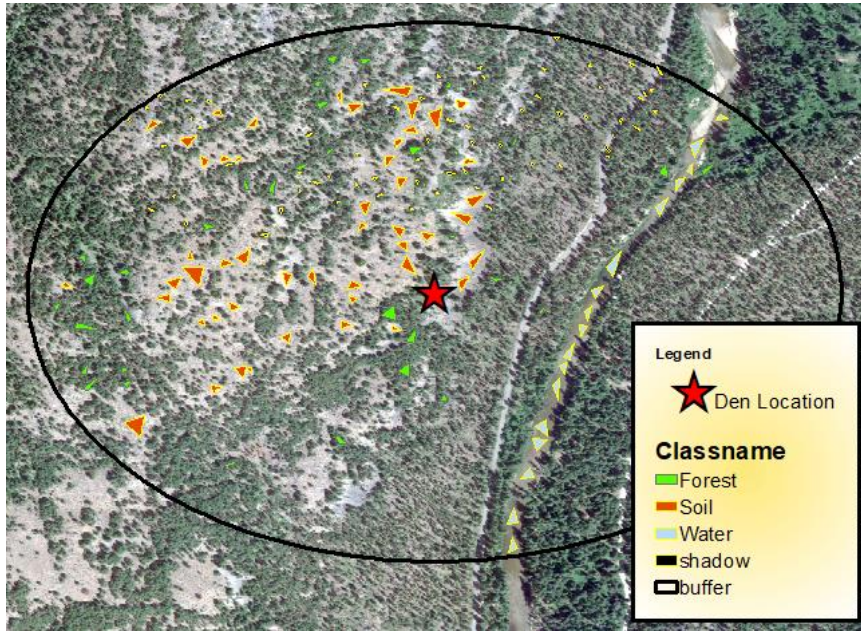 Legend
Den Location
Classname
Forest
Soil
Water
shadow
buffer